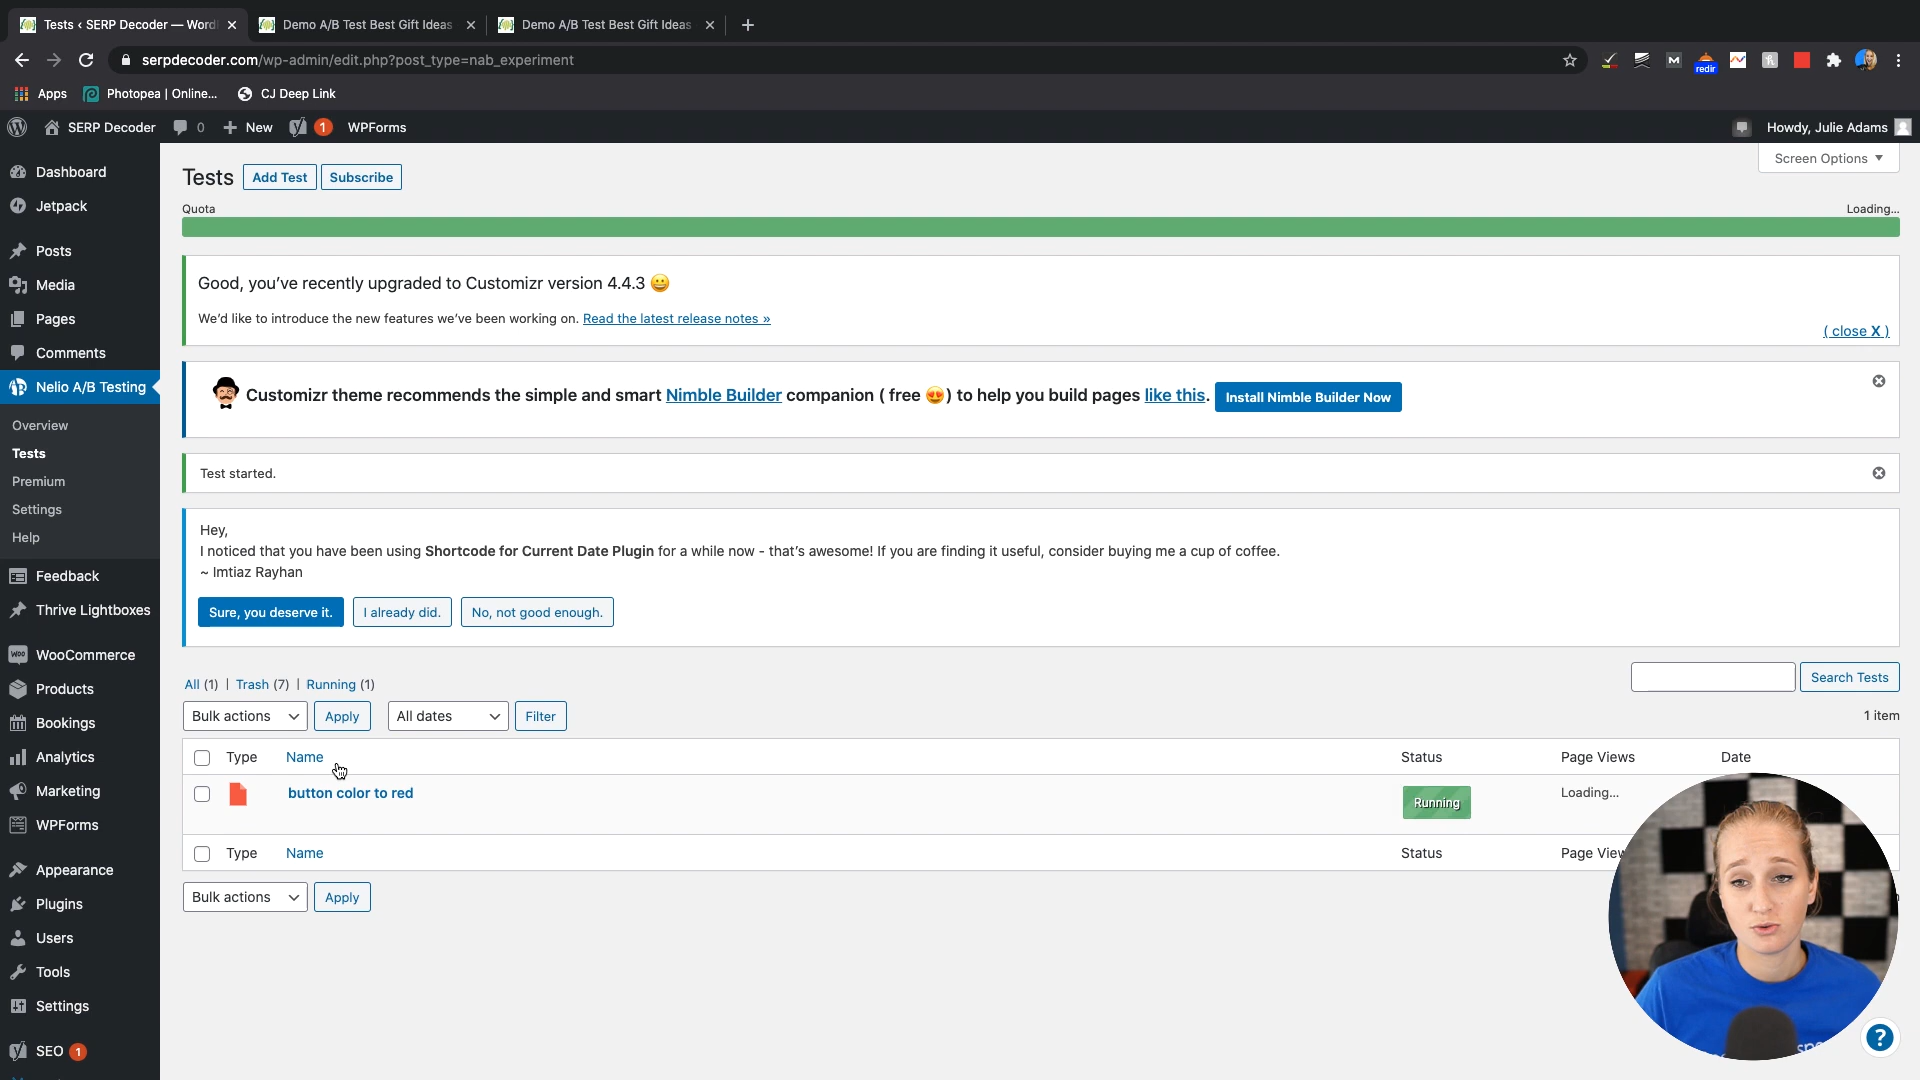 Tests ‹ SERP Decoder — Word
Demo A/B Test Best Gift Ideas
Demo A/B Test Best Gift Ideas
serpdecoder.com/wp-admin/edit.php?post_type=nab_experiment
redir
Apps
Photopea | Online...
CJ Deep Link
SERP Decoder
0
New
1
WPForms
Howdy, Julie Adams
Dashboard
Jetpack
Posts
Media
Pages
Comments
Nelio A/B Testing
Overview
Tests
Premium
Settings
Help
Feedback
Thrive Lightboxes
WooCommerce
Products
Bookings
Analytics
Marketing
WPForms
Appearance
Plugins
Users
Tools
Settings
SEO 1
Screen Options
Tests
Add Test
Subscribe
Quota
Loading...
Good, you've recently upgraded to Customizr version 4.4.3 😀
We'd like to introduce the new features we've been working on. Read the latest release notes »
( close X )
Customizr theme recommends the simple and smart Nimble Builder companion ( free 😍) to help you build pages like this.
Install Nimble Builder Now
Test started.
Hey,
I noticed that you have been using Shortcode for Current Date Plugin for a while now - that's awesome! If you are finding it useful, consider buying me a cup of coffee.
~ Imtiaz Rayhan
Sure, you deserve it.
I already did.
No, not good enough.
All (1) | Trash (7) | Running (1)
Search Tests
Bulk actions
Apply
All dates
Filter
1 item
Type
Name
Status
Page Views
Date
button color to red
Running
Loading...
Type
Name
Status
Page View
Bulk actions
Apply
?